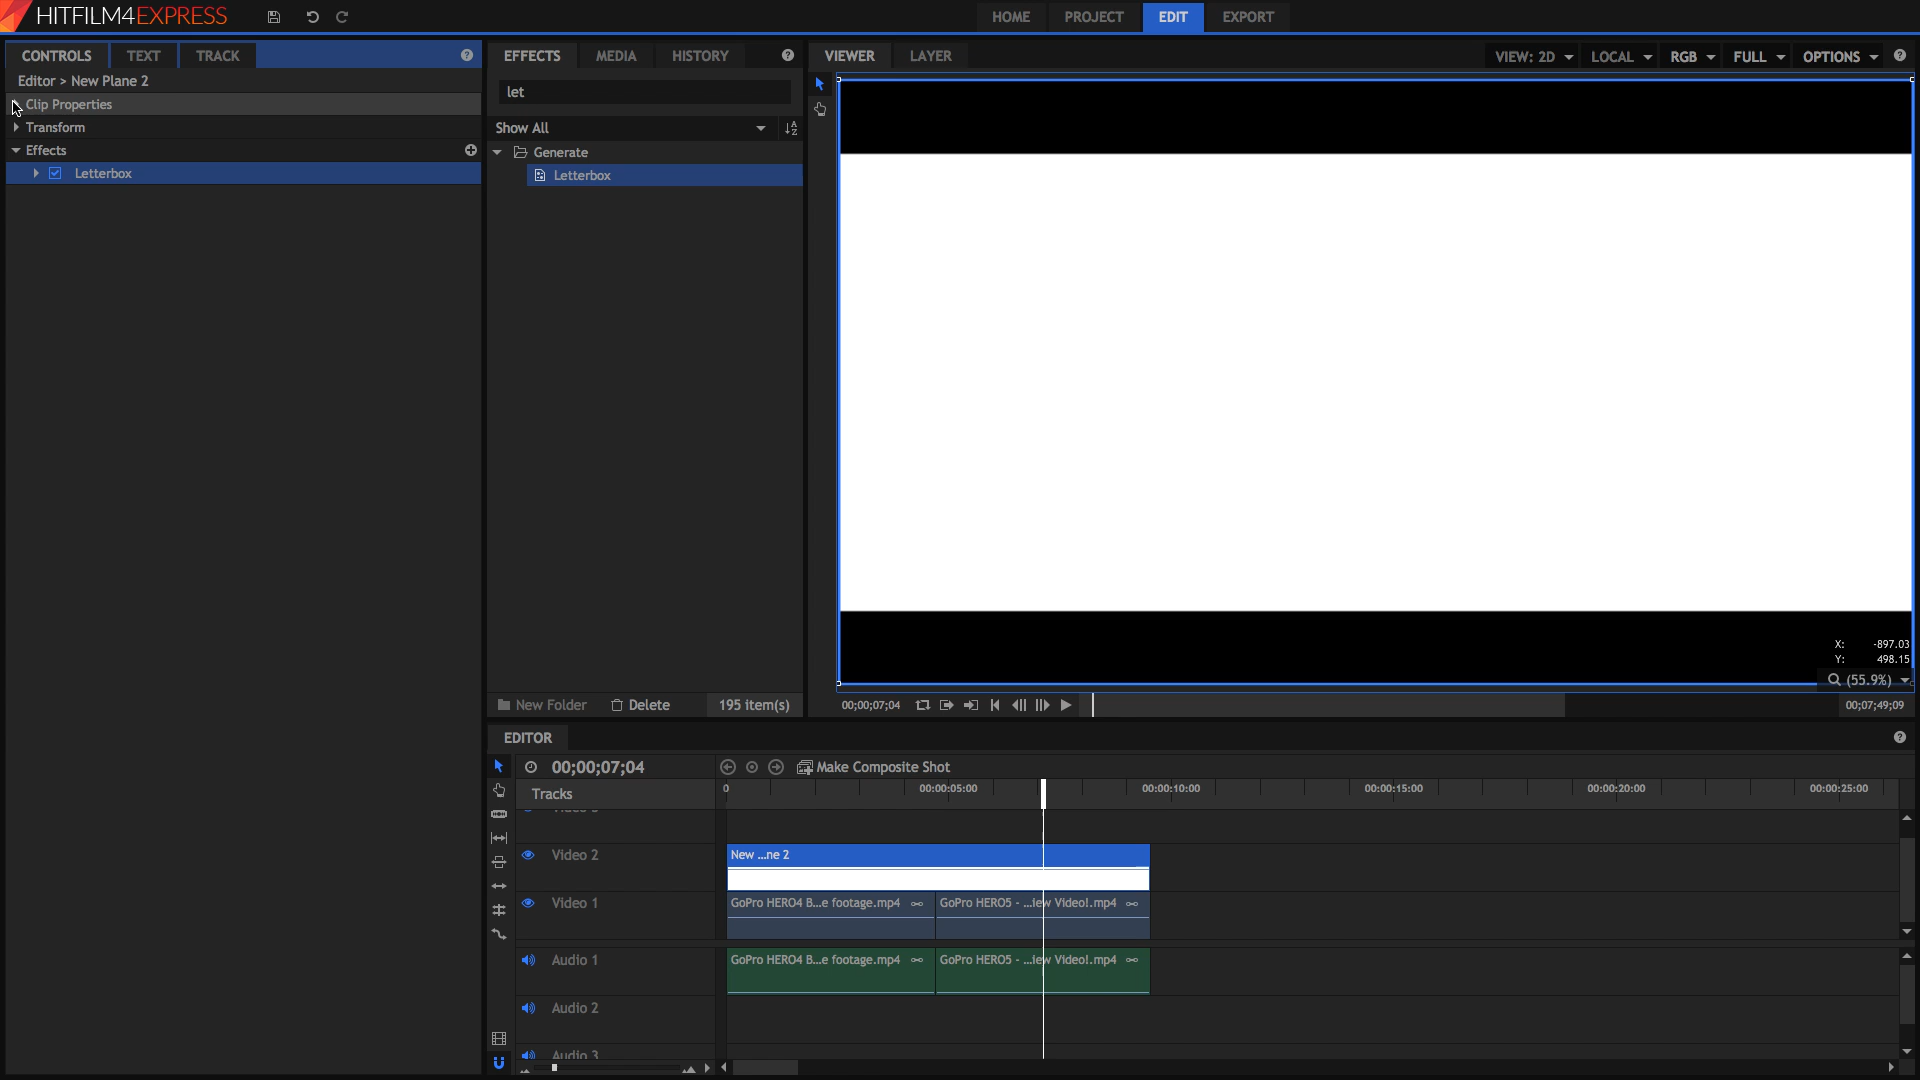 HITFILM4EXPRESS
HOME PROJECT EDIT EXPORT
CONTROLS TEXT TRACK
Editor > New Plane 2
Clip Properties
Transform
Effects
Letterbox
EFFECTS MEDIA HISTORY
let
Show All
Generate
Letterbox
New Folder Delete 195 item(s)
VIEWER LAYER VIEW: 2D LOCAL RGB FULL OPTIONS
X: -897.03
Y: 498.15
(55.9%)
00;00;07;04 00;07;49;09
EDITOR
00;00;07;04 Make Composite Shot
Tracks 0 00:00:05:00 00:00:10:00 00:00:15:00 00:00:20:00 00:00:25:00
Video 2 New ...ne 2
Video 1 GoPro HERO4 B...e footage.mp4 GoPro HERO5 - ...iew Video!.mp4
Audio 1 GoPro HERO4 B...e footage.mp4 GoPro HERO5 - ...iew Video!.mp4
Audio 2
Audio 3